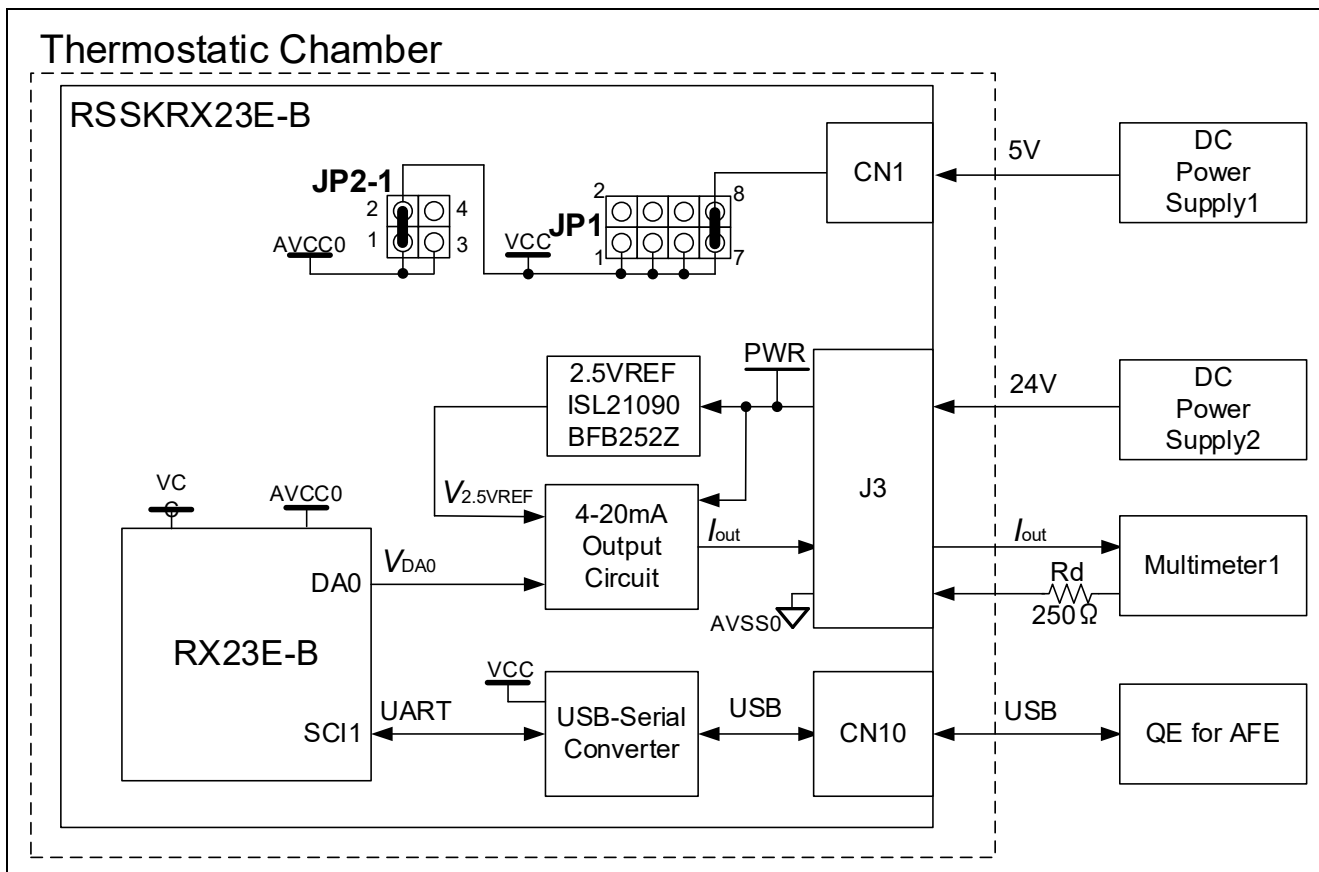 Thermostatic Chamber
RSSKRX23E-B
CN1
5V
DC
Power
Supply1
JP2-1
2
4
1
3
AVCC0
JP1
2
8
1
7
VCC
2.5VREF
ISL21090
BFB252Z
PWR
J3
24V
DC
Power
Supply2
V2.5VREF
4-20mA
Output
Circuit
Iout
Iout
Multimeter1
Rd
250Ω
AVSS0
VC
C
AVCC0
DA0
VDA0
RX23E-B
SCI1
UART
VCC
USB-Serial
Converter
USB
CN10
USB
QE for AFE